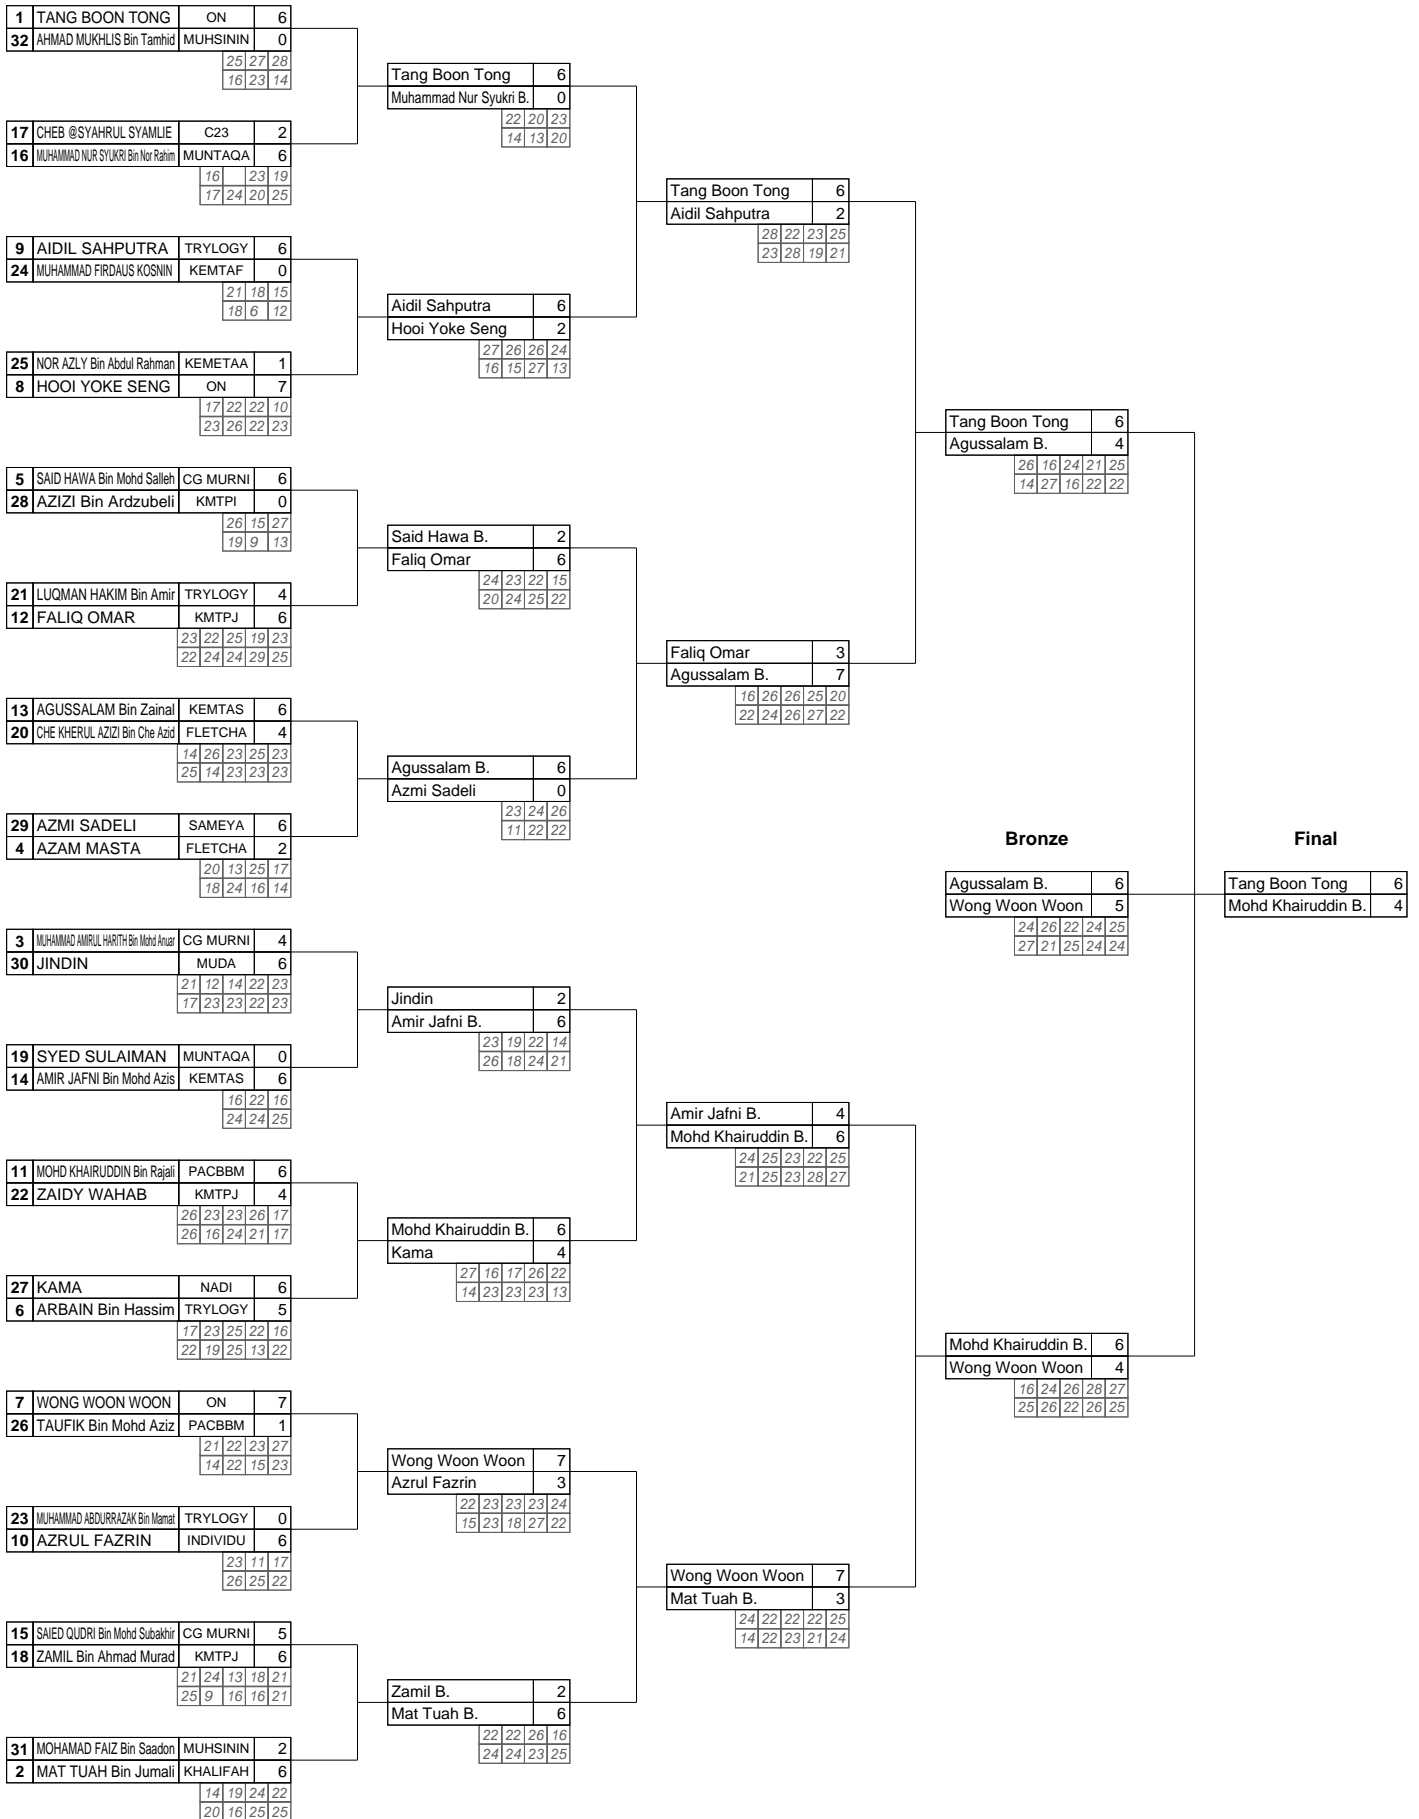 1 TANG BOON TONG ON 6
32 AHMAD MUKHLIS Bin Tamhid MUHSININ 0
25 27 28
16 23 14
Tang Boon Tong 6
Muhammad Nur Syukri B. 0
22 20 23
14 13 20
17 CHEB @SYAHRUL SYAMLIE C23 2
16 MUHAMMAD NUR SYUKRI Bin Nor Rahim MUNTAQA 6
16 23 19
17 24 20 25
Tang Boon Tong 6
Aidil Sahputra 2
28 22 23 25
23 28 19 21
9 AIDIL SAHPUTRA TRYLOGY 6
24 MUHAMMAD FIRDAUS KOSNIN KEMTAF 0
21 18 15
18 6 12
Aidil Sahputra 6
Hooi Yoke Seng 2
27 26 26 24
16 15 27 13
25 NOR AZLY Bin Abdul Rahman KEMETAA 1
8 HOOI YOKE SENG ON 7
17 22 22 10
23 26 22 23
Tang Boon Tong 6
Agussalam B. 4
26 16 24 21 25
14 27 16 22 22
5 SAID HAWA Bin Mohd Salleh CG MURNI 6
28 AZIZI Bin Ardzubeli KMTPI 0
26 15 27
19 9 13
Said Hawa B. 2
Faliq Omar 6
24 23 22 15
20 24 25 22
21 LUQMAN HAKIM Bin Amir TRYLOGY 4
12 FALIQ OMAR KMTPJ 6
23 22 25 19 23
22 24 24 29 25
Faliq Omar 3
Agussalam B. 7
16 26 26 25 20
22 24 26 27 22
13 AGUSSALAM Bin Zainal KEMTAS 6
20 CHE KHERUL AZIZI Bin Che Azid FLETCHA 4
14 26 23 25 23
25 14 23 23 23
Agussalam B. 6
Azmi Sadeli 0
23 24 26
11 22 22
29 AZMI SADELI SAMEYA 6
4 AZAM MASTA FLETCHA 2
20 13 25 17
18 24 16 14
Bronze Final
Agussalam B. 6
Wong Woon Woon 5
24 26 22 24 25
27 21 25 24 24
Tang Boon Tong 6
Mohd Khairuddin B. 4
3 MUHAMMAD AMIRUL HARITH Bin Mohd Anuar CG MURNI 4
30 JINDIN MUDA 6
21 12 14 22 23
17 23 23 22 23
Jindin 2
Amir Jafni B. 6
23 19 22 14
26 18 24 21
19 SYED SULAIMAN MUNTAQA 0
14 AMIR JAFNI Bin Mohd Azis KEMTAS 6
16 22 16
24 24 25
Amir Jafni B. 4
Mohd Khairuddin B. 6
24 25 23 22 25
21 25 23 28 27
11 MOHD KHAIRUDDIN Bin Rajali PACBBM 6
22 ZAIDY WAHAB KMTPJ 4
26 23 23 26 17
26 16 24 21 17
Mohd Khairuddin B. 6
Kama 4
27 16 17 26 22
14 23 23 23 13
27 KAMA NADI 6
6 ARBAIN Bin Hassim TRYLOGY 5
17 23 25 22 16
22 19 25 13 22
Mohd Khairuddin B. 6
Wong Woon Woon 4
16 24 26 28 27
25 26 22 26 25
7 WONG WOON WOON ON 7
26 TAUFIK Bin Mohd Aziz PACBBM 1
21 22 23 27
14 22 15 23
Wong Woon Woon 7
Azrul Fazrin 3
22 23 23 23 24
15 23 18 27 22
23 MUHAMMAD ABDURRAZAK Bin Mamat TRYLOGY 0
10 AZRUL FAZRIN INDIVIDU 6
23 11 17
26 25 22
Wong Woon Woon 7
Mat Tuah B. 3
24 22 22 22 25
14 22 23 21 24
15 SAIED QUDRI Bin Mohd Subakhir CG MURNI 5
18 ZAMIL Bin Ahmad Murad KMTPJ 6
21 24 13 18 21
25 9 16 16 21
Zamil B. 2
Mat Tuah B. 6
22 22 26 16
24 24 23 25
31 MOHAMAD FAIZ Bin Saadon MUHSININ 2
2 MAT TUAH Bin Jumali KHALIFAH 6
14 19 24 22
20 16 25 25